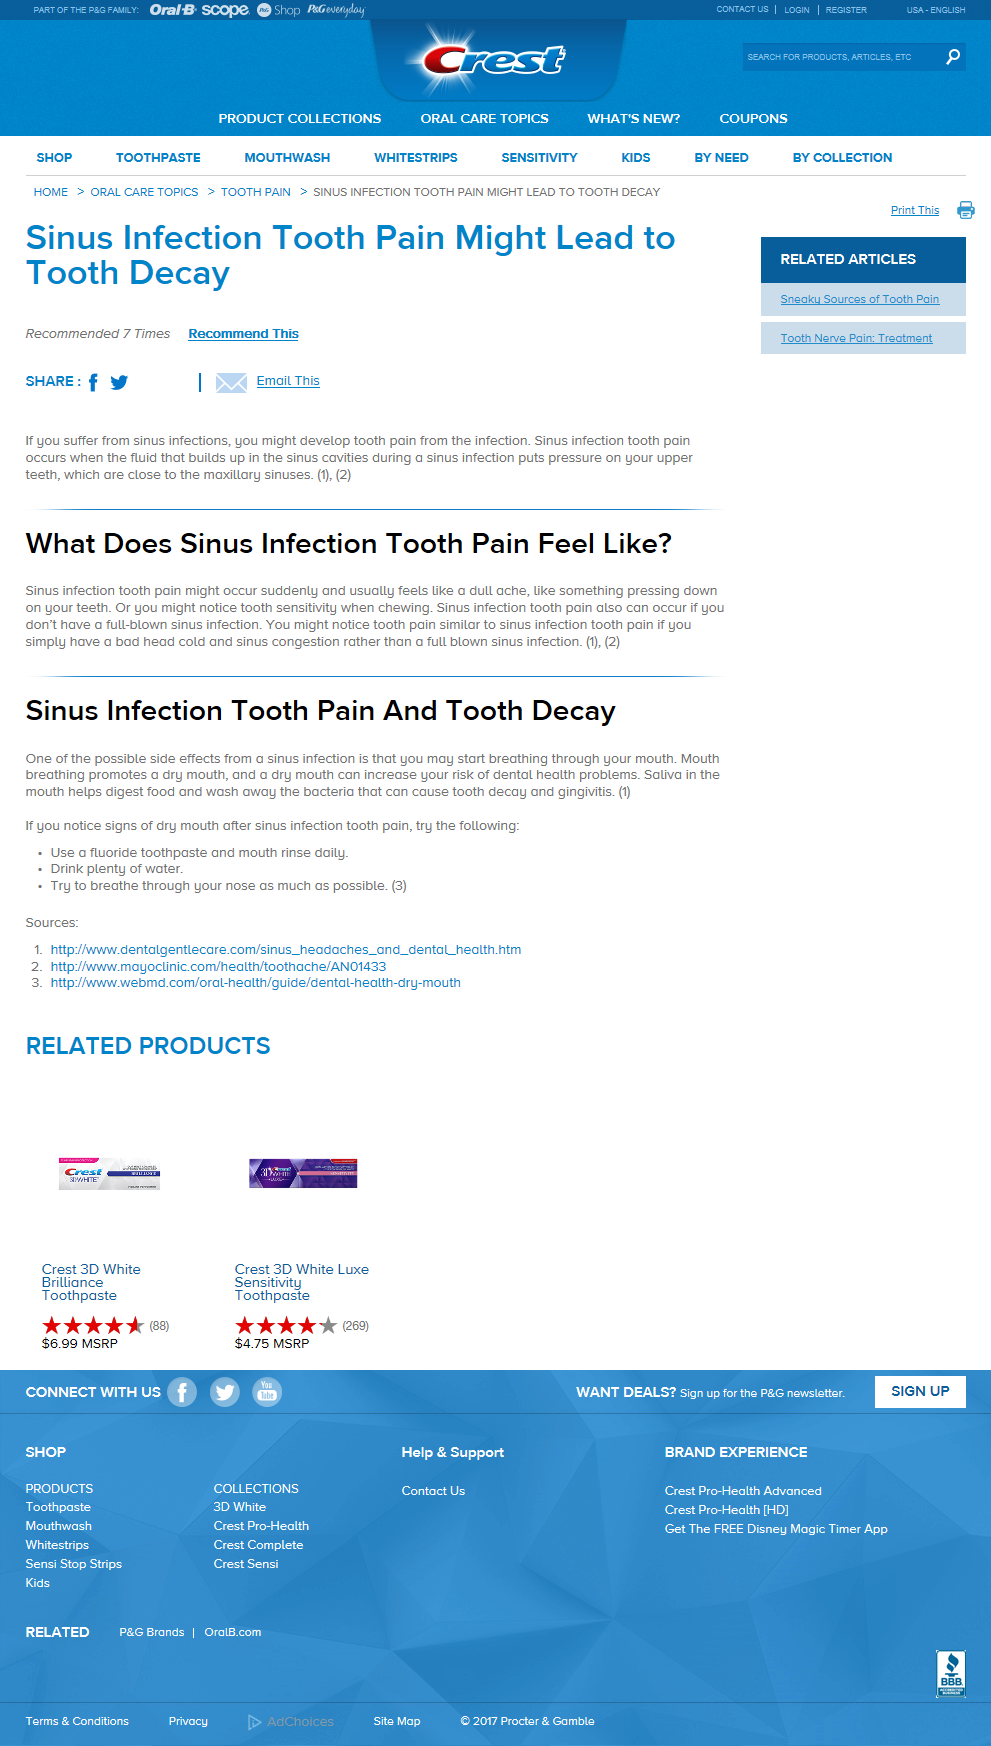 PART OF THE P&G FAMILY: Oral-B scope. P&G Shop P&G everyday
CONTACT US | LOGIN | REGISTER USA - ENGLISH
Crest
SEARCH FOR PRODUCTS, ARTICLES, ETC
PRODUCT COLLECTIONS ORAL CARE TOPICS WHAT'S NEW? COUPONS
SHOP TOOTHPASTE MOUTHWASH WHITESTRIPS SENSITIVITY KIDS BY NEED BY COLLECTION
HOME > ORAL CARE TOPICS > TOOTH PAIN > SINUS INFECTION TOOTH PAIN MIGHT LEAD TO TOOTH DECAY
Print This
Sinus Infection Tooth Pain Might Lead to
Tooth Decay
RELATED ARTICLES
Sneaky Sources of Tooth Pain
Tooth Nerve Pain: Treatment
Recommended 7 Times Recommend This
SHARE : | Email This
If you suffer from sinus infections, you might develop tooth pain from the infection. Sinus infection tooth pain
occurs when the fluid that builds up in the sinus cavities during a sinus infection puts pressure on your upper
teeth, which are close to the maxillary sinuses. (1), (2)
What Does Sinus Infection Tooth Pain Feel Like?
Sinus infection tooth pain might occur suddenly and usually feels like a dull ache, like something pressing down
on your teeth. Or you might notice tooth sensitivity when chewing. Sinus infection tooth pain also can occur if you
don't have a full-blown sinus infection. You might notice tooth pain similar to sinus infection tooth pain if you
simply have a bad head cold and sinus congestion rather than a full blown sinus infection. (1), (2)
Sinus Infection Tooth Pain And Tooth Decay
One of the possible side effects from a sinus infection is that you may start breathing through your mouth. Mouth
breathing promotes a dry mouth, and a dry mouth can increase your risk of dental health problems. Saliva in the
mouth helps digest food and wash away the bacteria that can cause tooth decay and gingivitis. (1)
If you notice signs of dry mouth after sinus infection tooth pain, try the following:
• Use a fluoride toothpaste and mouth rinse daily.
• Drink plenty of water.
• Try to breathe through your nose as much as possible. (3)
Sources:
1. http://www.dentalgentlecare.com/sinus_headaches_and_dental_health.htm
2. http://www.mayoclinic.com/health/toothache/AN01433
3. http://www.webmd.com/oral-health/guide/dental-health-dry-mouth
RELATED PRODUCTS
Crest
3D WHITE
BRILLIANCE
Crest
3D WHITE
LUXE
Crest 3D White
Brilliance
Toothpaste
(88)
$6.99 MSRP
Crest 3D White Luxe
Sensitivity
Toothpaste
(269)
$4.75 MSRP
CONNECT WITH US You Tube
WANT DEALS? Sign up for the P&G newsletter. SIGN UP
SHOP
PRODUCTS
Toothpaste
Mouthwash
Whitestrips
Sensi Stop Strips
Kids
COLLECTIONS
3D White
Crest Pro-Health
Crest Complete
Crest Sensi
Help & Support
Contact Us
BRAND EXPERIENCE
Crest Pro-Health Advanced
Crest Pro-Health [HD]
Get The FREE Disney Magic Timer App
RELATED P&G Brands | OralB.com
BBB
ACCREDITED
BUSINESS
Terms & Conditions Privacy AdChoices Site Map © 2017 Procter & Gamble